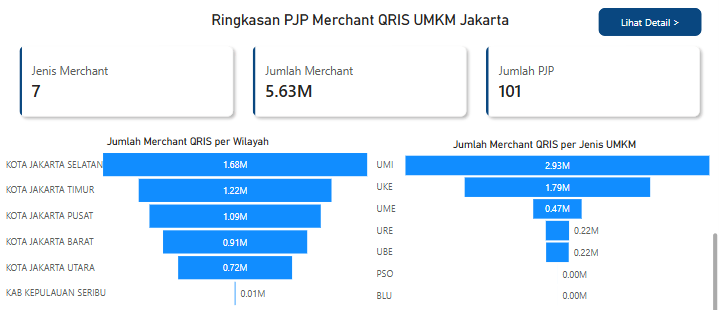 Ringkasan PJP Merchant QRIS UMKM Jakarta
Lihat Detail >
Jenis Merchant
7
Jumlah Merchant
5.63M
Jumlah PJP
101
Jumlah Merchant QRIS per Wilayah
KOTA JAKARTA SELATAN 1.68M
KOTA JAKARTA TIMUR 1.22M
KOTA JAKARTA PUSAT 1.09M
KOTA JAKARTA BARAT 0.91M
KOTA JAKARTA UTARA 0.72M
KAB KEPULAUAN SERIBU 0.01M
Jumlah Merchant QRIS per Jenis UMKM
UMI 2.93M
UKE 1.79M
UME 0.47M
URE 0.22M
UBE 0.22M
PSO 0.00M
BLU 0.00M